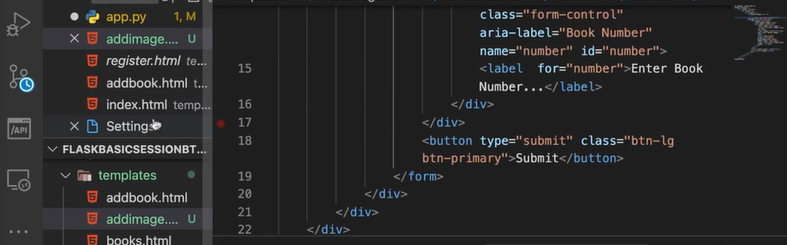 app.py 1, M
addimage.... U
register.html te...
addbook.html t...
index.html temp...
Settings
FLASKBASICSESSIONBT...
templates
addbook.html
addimage.... U
books.html
API
class="form-control"
aria-label="Book Number"
name="number" id="number">
15 <label for="number">Enter Book
Number...</label>
16 </div>
17 </div>
18 <button type="submit" class="btn-lg
btn-primary">Submit</button>
19 </form>
20 </div>
21 </div>
22 </div>